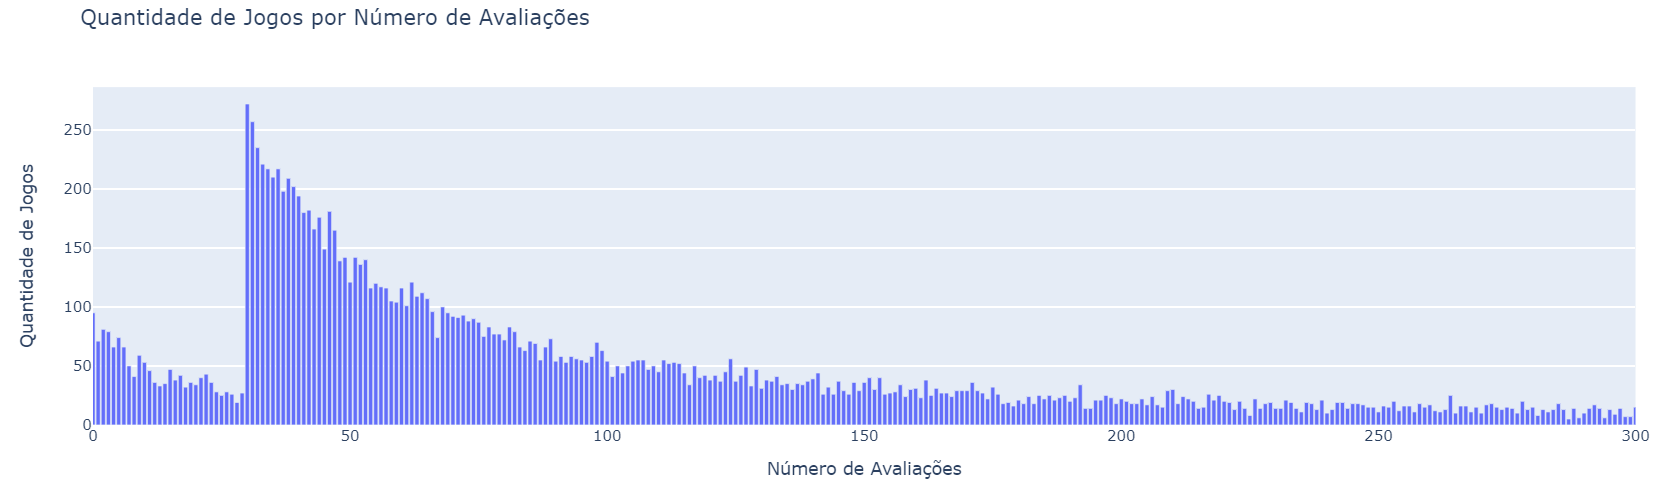 Quantidade de Jogos por Número de Avaliações
Quantidade de Jogos
250
200
150
100
50
0
0 50 100 150 200 250 300
Número de Avaliações